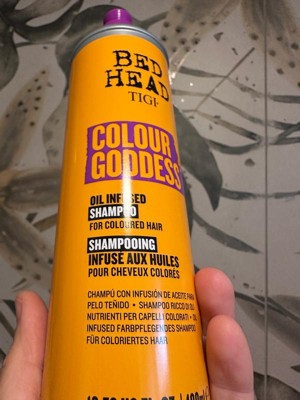 BED
HEAD
TIGI
COLOUR
GODDESS
OIL INFUSED
SHAMPOO
FOR COLOURED HAIR
SHAMPOOING
INFUSÉ AUX HUILES
POUR CHEVEUX COLORÉS
CHAMPÚ CON INFUSIÓN DE ACEITE PARA
PELO TEÑIDO • SHAMPOO RICCO DI OLI
NUTRIENTI PER CAPELLI COLORATI •
INFUSED FARBPFLEGENDES SHAMPOO
FÜR COLORIERTES HAAR